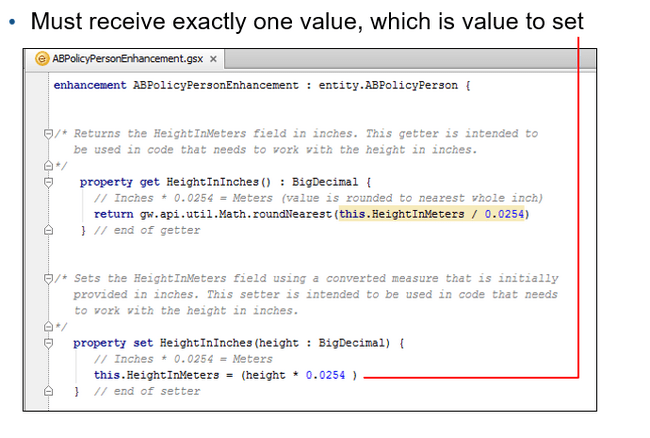 • Must receive exactly one value, which is value to set
ABPolicyPersonEnhancement.gsx ×
enhancement ABPolicyPersonEnhancement : entity.ABPolicyPerson {
/* Returns the HeightInMeters field in inches. This getter is intended to
be used in code that needs to work with the height in inches.
*/
property get HeightInInches() : BigDecimal {
// Inches * 0.0254 = Meters (value is rounded to nearest whole inch)
return gw.api.util.Math.roundNearest(this.HeightInMeters / 0.0254)
} // end of getter
/* Sets the HeightInMeters field using a converted measure that is initially
provided in inches. This setter is intended to be used in code that needs
to work with the height in inches.
*/
property set HeightInInches(height : BigDecimal) {
// Inches * 0.0254 = Meters
this.HeightInMeters = (height * 0.0254 )
} // end of setter